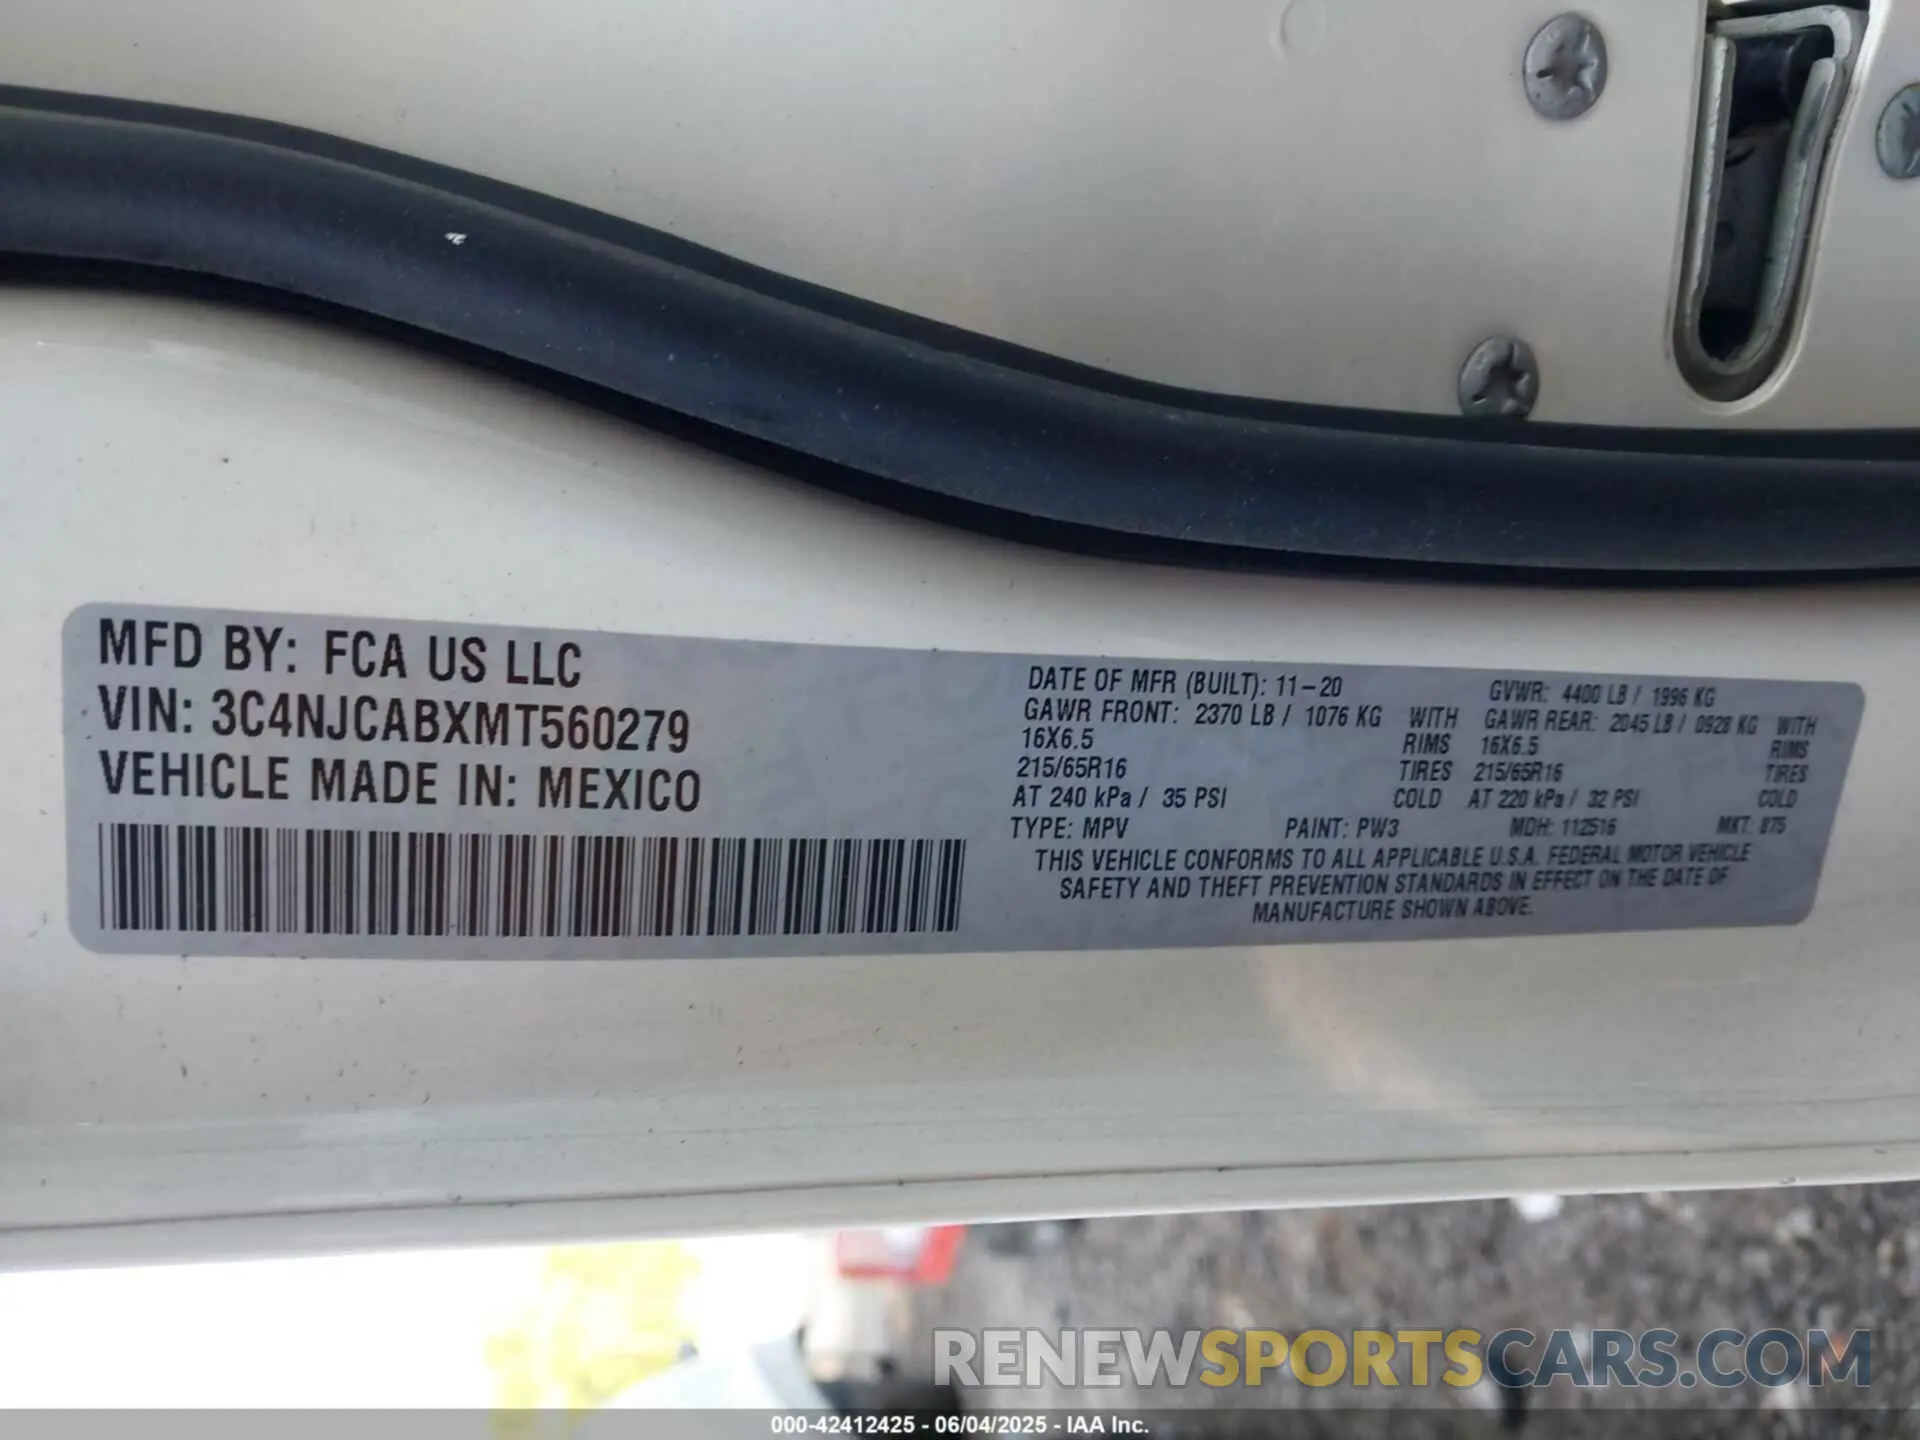 MFD BY: FCA US LLC
VIN: 3C4NJCABXMT560279
VEHICLE MADE IN: MEXICO
DATE OF MFR (BUILT): 11-20 GVWR: 4400 LB / 1996 KG
GAWR FRONT: 2370 LB / 1076 KG WITH GAWR REAR: 2045 LB / 0928 KG WITH
16X6.5 RIMS 16X6.5 RIMS
215/65R16 TIRES 215/65R16 TIRES
AT 240 kPa / 35 PSI COLD AT 220 kPa / 32 PSI COLD
TYPE: MPV PAINT: PW3 MDH: 112516 MKT: 875
THIS VEHICLE CONFORMS TO ALL APPLICABLE U.S.A. FEDERAL MOTOR VEHICLE
SAFETY AND THEFT PREVENTION STANDARDS IN EFFECT ON THE DATE OF
MANUFACTURE SHOWN ABOVE.
RENEWSPORTSCARS.COM
000-42412425 - 06/04/2025 - IAA Inc.